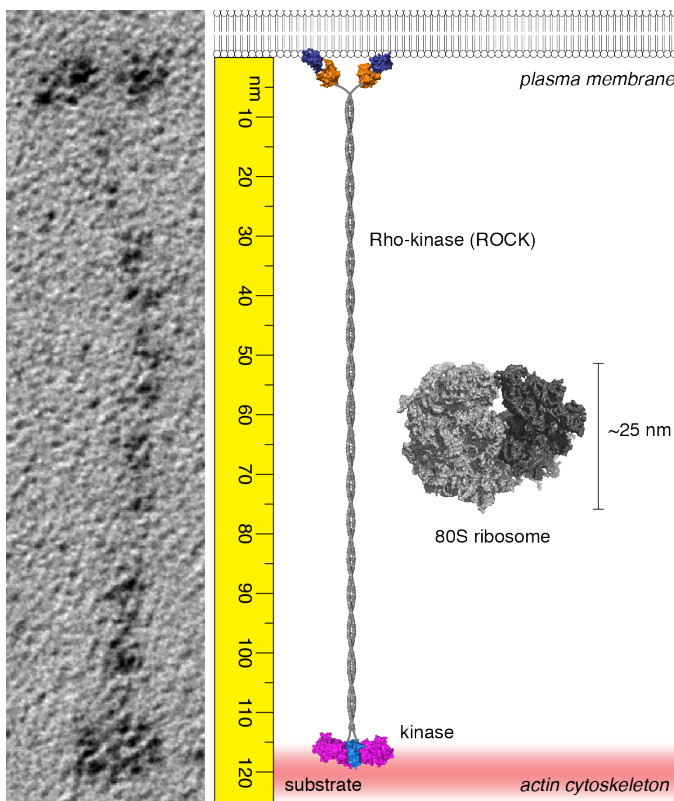 plasma membrane
nm
10
20
30
Rho-kinase (ROCK)
40
50
60
~25 nm
70
80
80S ribosome
90
100
110
kinase
120
substrate
actin cytoskeleton